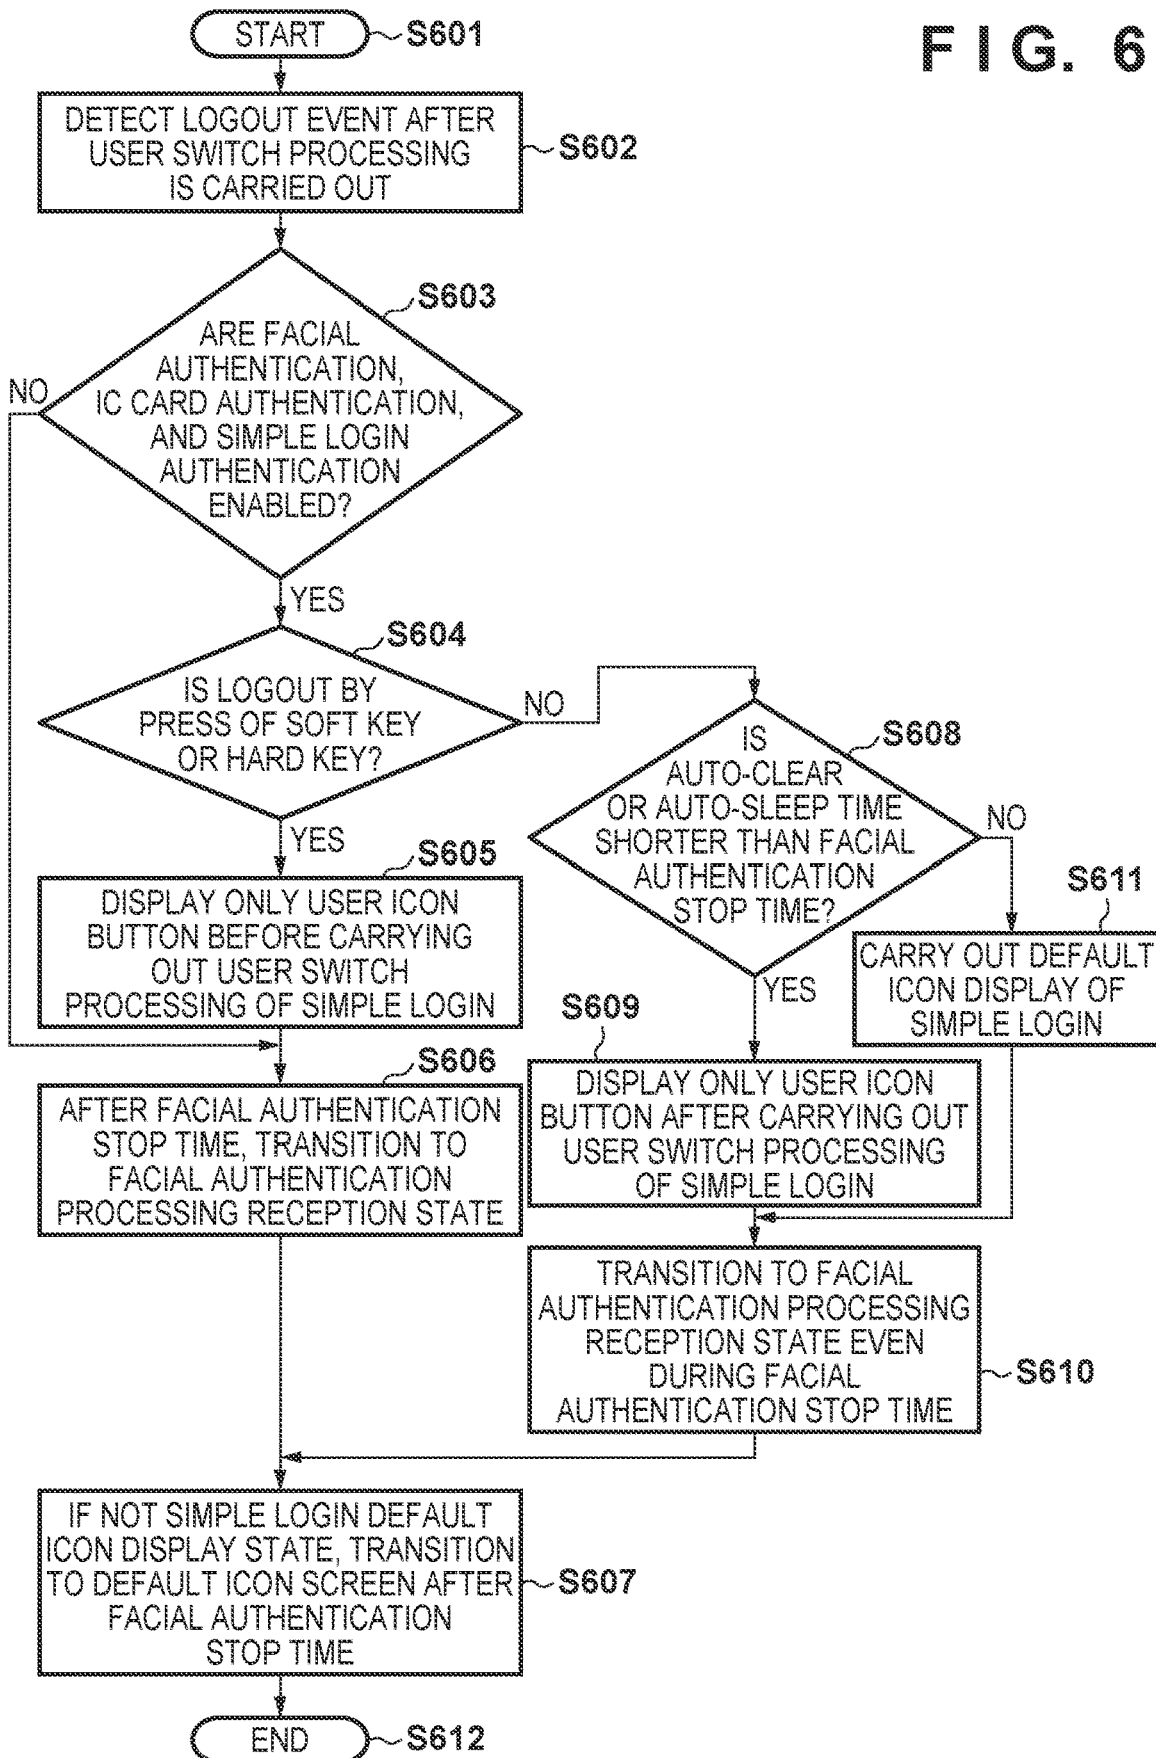 FIG. 6
START
S601
DETECT LOGOUT EVENT AFTER
USER SWITCH PROCESSING
IS CARRIED OUT
S602
S603
ARE FACIAL
AUTHENTICATION,
IC CARD AUTHENTICATION,
AND SIMPLE LOGIN
AUTHENTICATION
ENABLED?
NO
YES
S604
IS LOGOUT BY
PRESS OF SOFT KEY
OR HARD KEY?
NO
YES
S605
DISPLAY ONLY USER ICON
BUTTON BEFORE CARRYING
OUT USER SWITCH
PROCESSING OF SIMPLE LOGIN
S606
AFTER FACIAL AUTHENTICATION
STOP TIME, TRANSITION TO
FACIAL AUTHENTICATION
PROCESSING RECEPTION STATE
S608
IS
AUTO-CLEAR
OR AUTO-SLEEP TIME
SHORTER THAN FACIAL
AUTHENTICATION
STOP TIME?
NO
YES
S611
CARRY OUT DEFAULT
ICON DISPLAY OF
SIMPLE LOGIN
S609
DISPLAY ONLY USER ICON
BUTTON AFTER CARRYING OUT
USER SWITCH PROCESSING
OF SIMPLE LOGIN
TRANSITION TO FACIAL
AUTHENTICATION PROCESSING
RECEPTION STATE EVEN
DURING FACIAL
AUTHENTICATION STOP TIME
S610
IF NOT SIMPLE LOGIN DEFAULT
ICON DISPLAY STATE, TRANSITION
TO DEFAULT ICON SCREEN AFTER
FACIAL AUTHENTICATION
STOP TIME
S607
END
S612